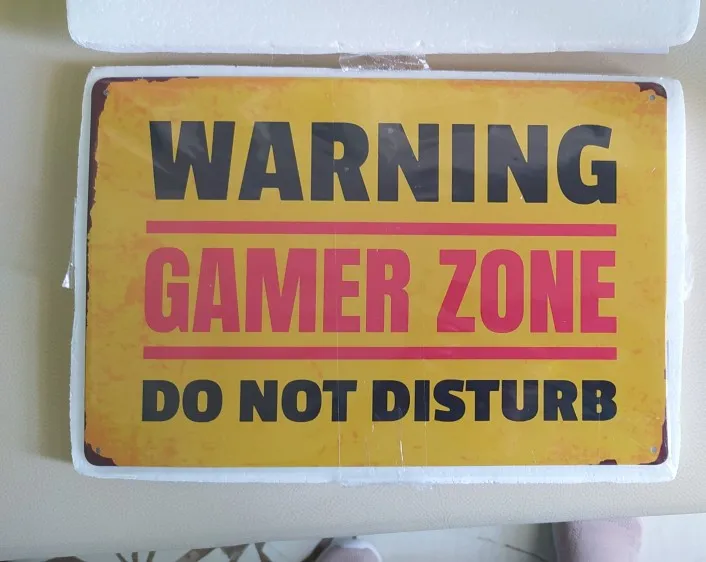 WARNING
GAMER ZONE
DO NOT DISTURB